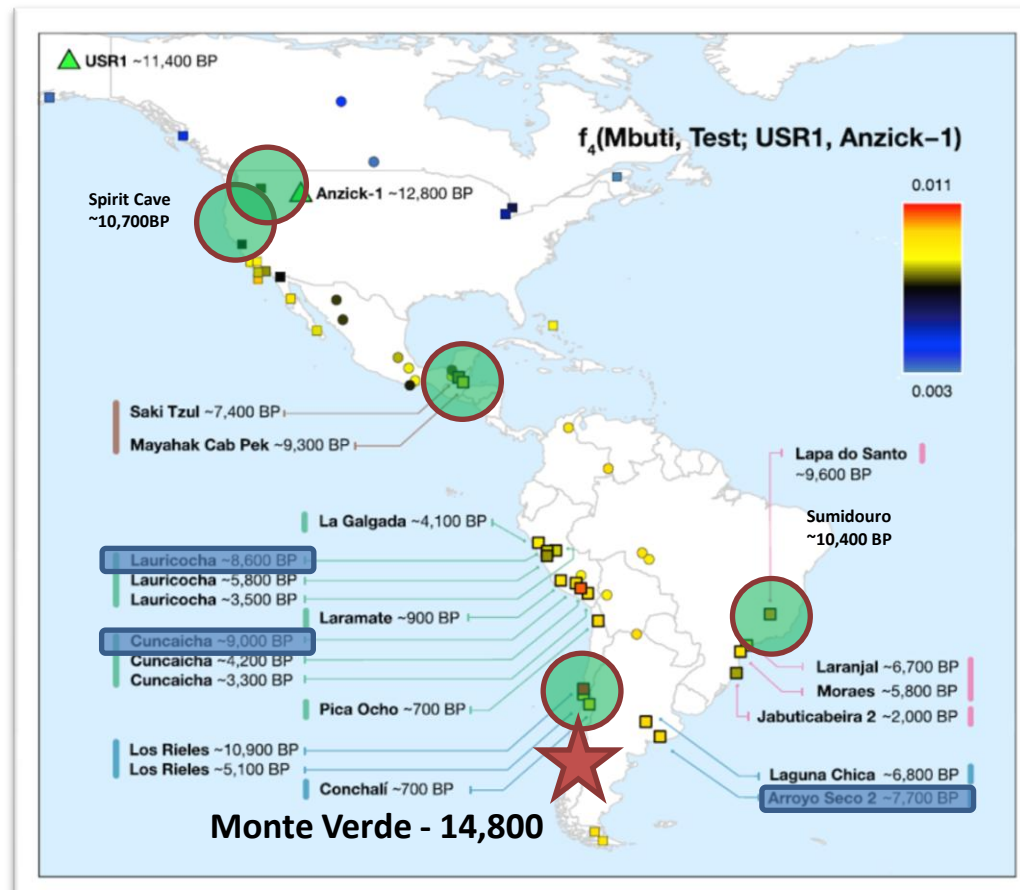 USR1 ~11,400 BP
f4(Mbuti, Test; USR1, Anzick−1)
0.011
0.003
Spirit Cave
~10,700BP
Anzick-1 ~12,800 BP
Saki Tzul ~7,400 BP
Mayahak Cab Pek ~9,300 BP
Lapa do Santo
~9,600 BP
Sumidouro
~10,400 BP
La Galgada ~4,100 BP
Lauricocha ~8,600 BP
Lauricocha ~5,800 BP
Lauricocha ~3,500 BP
Laramate ~900 BP
Cuncaicha ~9,000 BP
Cuncaicha ~4,200 BP
Cuncaicha ~3,300 BP
Pica Ocho ~700 BP
Laranjal ~6,700 BP
Moraes ~5,800 BP
Jabuticabeira 2 ~2,000 BP
Los Rieles ~10,900 BP
Los Rieles ~5,100 BP
Conchalí ~700 BP
Laguna Chica ~6,800 BP
Arroyo Seco 2 ~7,700 BP
Monte Verde - 14,800